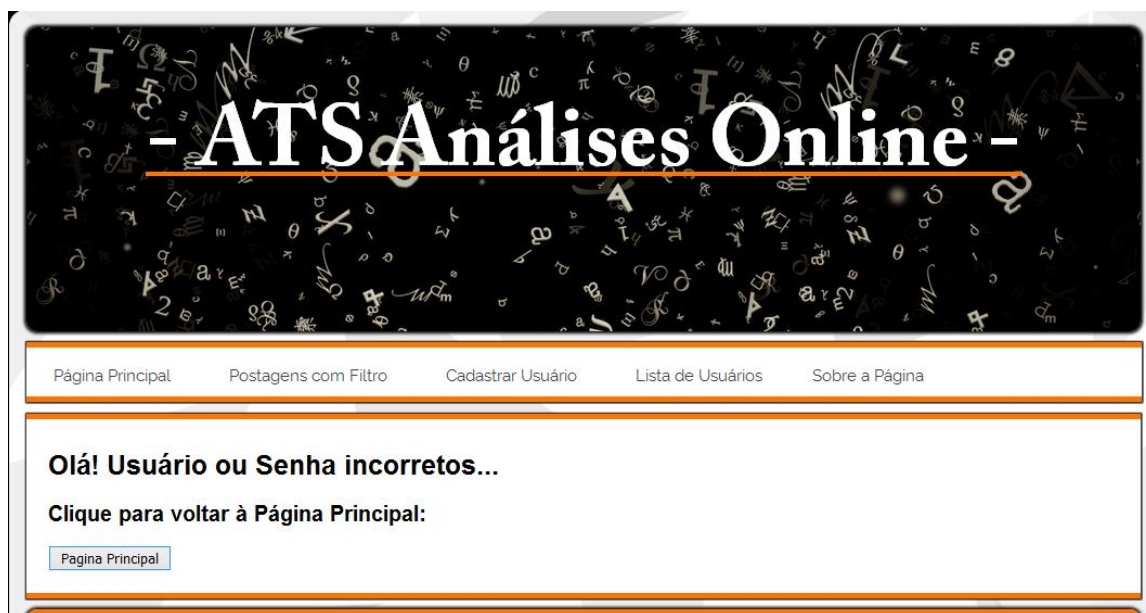 - ATS Análises Online -
Página Principal Postagens com Filtro Cadastrar Usuário Lista de Usuários Sobre a Página
Olá! Usuário ou Senha incorretos...
Clique para voltar à Página Principal:
Pagina Principal